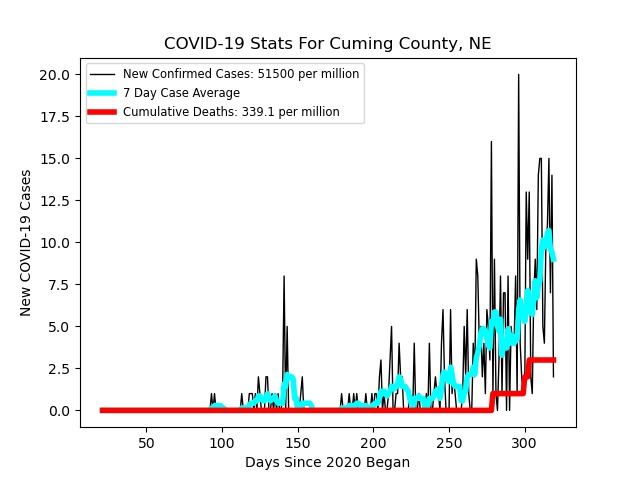 COVID-19 Stats For Cuming County, NE
New Confirmed Cases: 51500 per million
7 Day Case Average
Cumulative Deaths: 339.1 per million
New COVID-19 Cases
20.0
17.5
15.0
12.5
10.0
7.5
5.0
2.5
0.0
50 100 150 200 250 300
Days Since 2020 Began